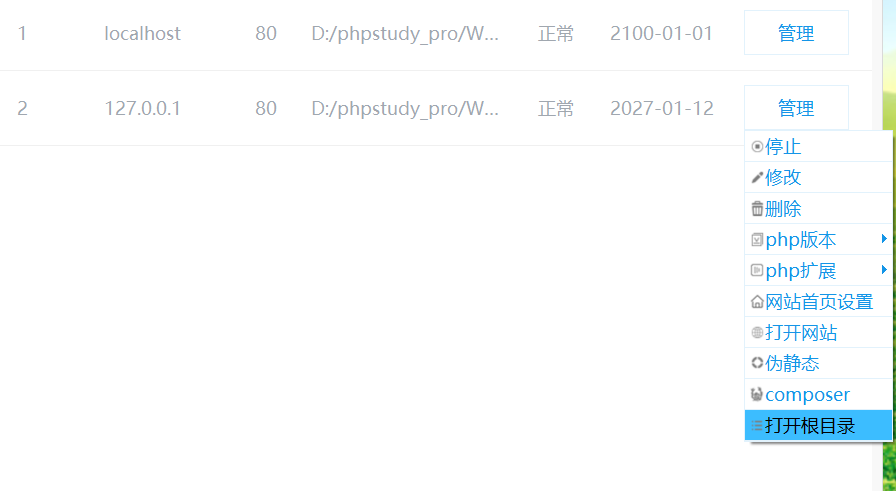 1 localhost 80 D:/phpstudy_pro/W... 正常 2100-01-01 管理
2 127.0.0.1 80 D:/phpstudy_pro/W... 正常 2027-01-12 管理
停止
修改
删除
php版本
php扩展
网站首页设置
打开网站
伪静态
composer
打开根目录